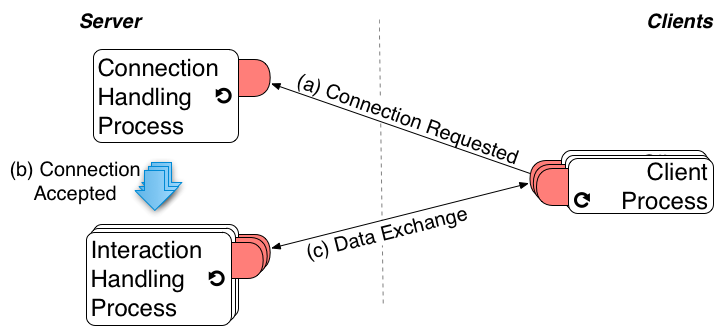 Server
Clients
Connection
Handling
Process
(a) Connection Requested
(b) Connection
Accepted
Client
Process
(c) Data Exchange
Interaction
Handling
Process